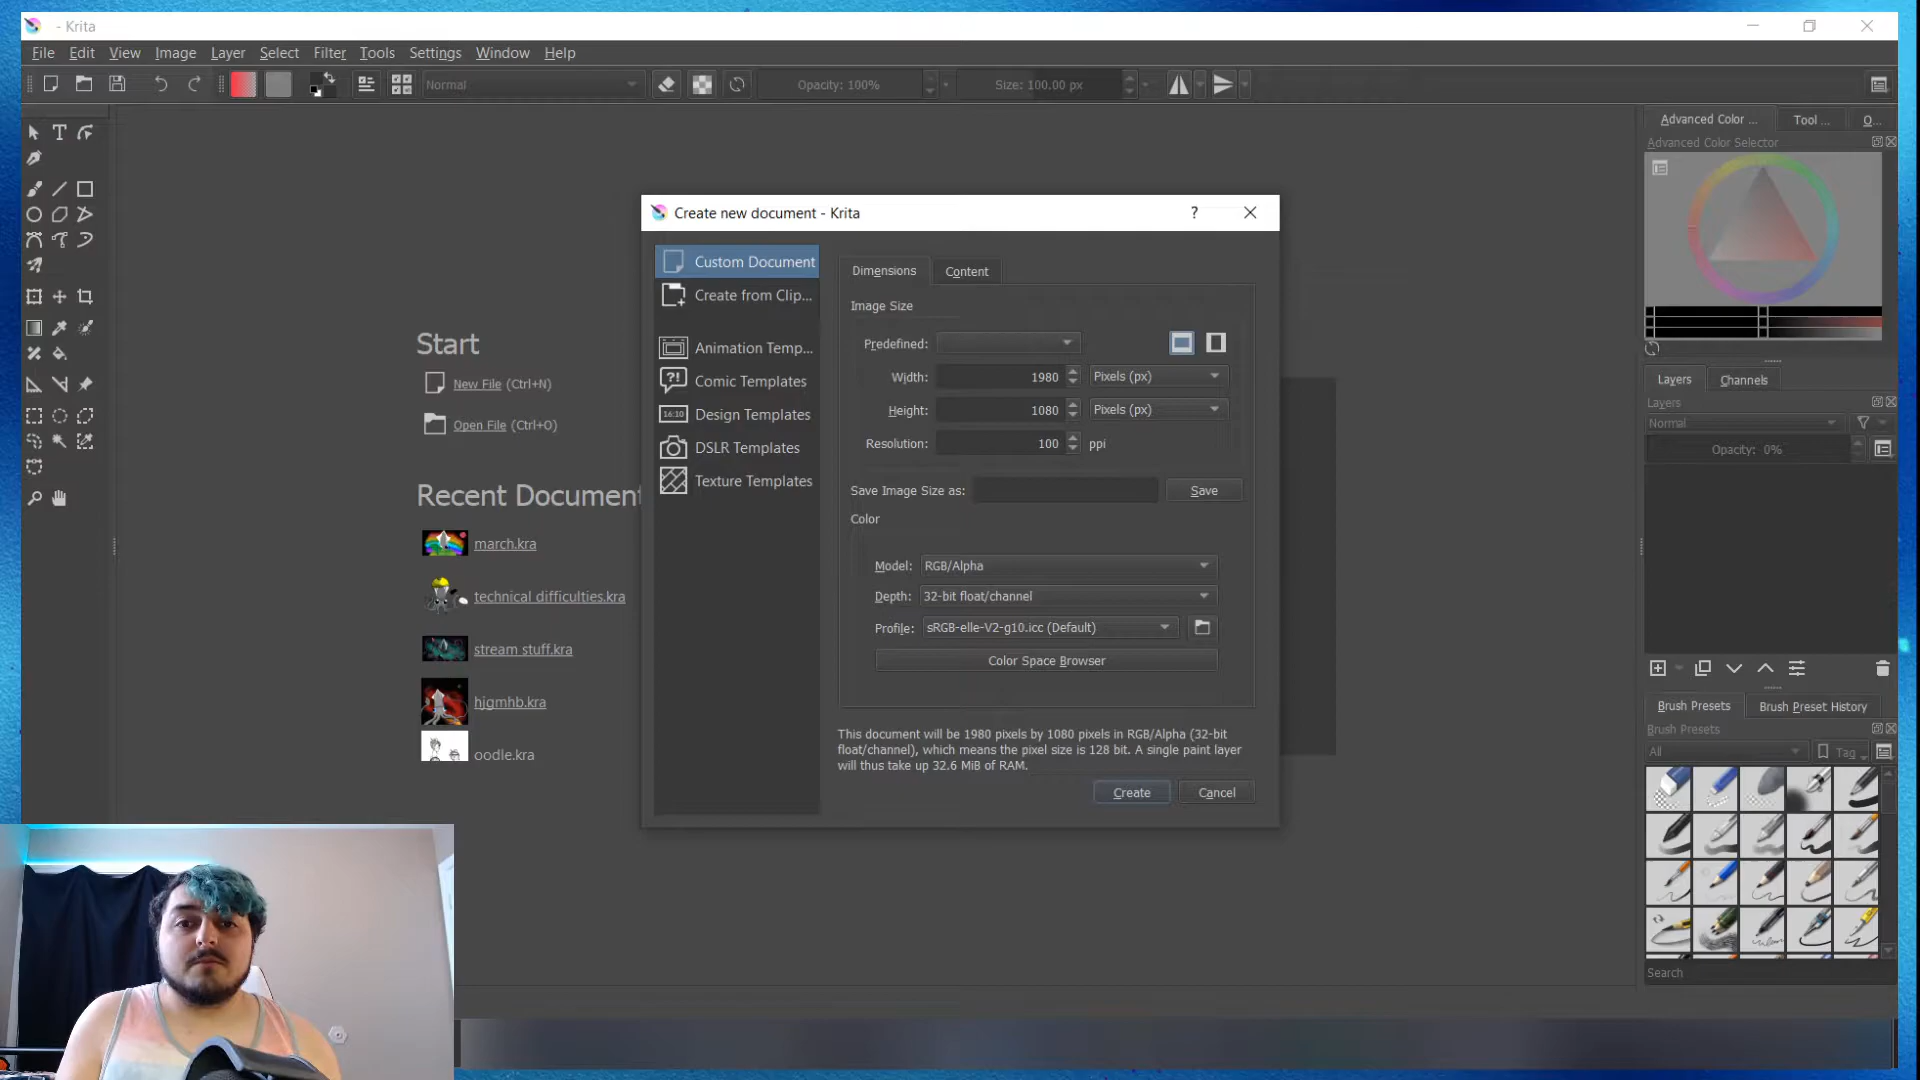 - Krita
File Edit View Image Layer Select Filter Tools Settings Window Help
Normal
Opacity: 100%
Size: 100.00 px
Advanced Color ...
Tool ...
O...
Advanced Color Selector
Create new document - Krita
?
Custom Document
Create from Clip...
Animation Temp...
Comic Templates
16:10
Design Templates
DSLR Templates
Texture Templates
Dimensions
Content
Image Size
Predefined:
Width: 1980 Pixels (px)
Height: 1080 Pixels (px)
Resolution: 100 ppi
Save Image Size as:
Save
Color
Model: RGB/Alpha
Depth: 32-bit float/channel
Profile: sRGB-elle-V2-g10.icc (Default)
Color Space Browser
This document will be 1980 pixels by 1080 pixels in RGB/Alpha (32-bit
float/channel), which means the pixel size is 128 bit. A single paint layer
will thus take up 32.6 MiB of RAM.
Create
Cancel
Start
New File (Ctrl+N)
Open File (Ctrl+O)
Recent Document
march.kra
technical difficulties.kra
stream stuff.kra
hjgmhb.kra
oodle.kra
Layers
Channels
Layers
Normal
Opacity: 0%
Brush Presets
Brush Preset History
Brush Presets
All
Tag
Search